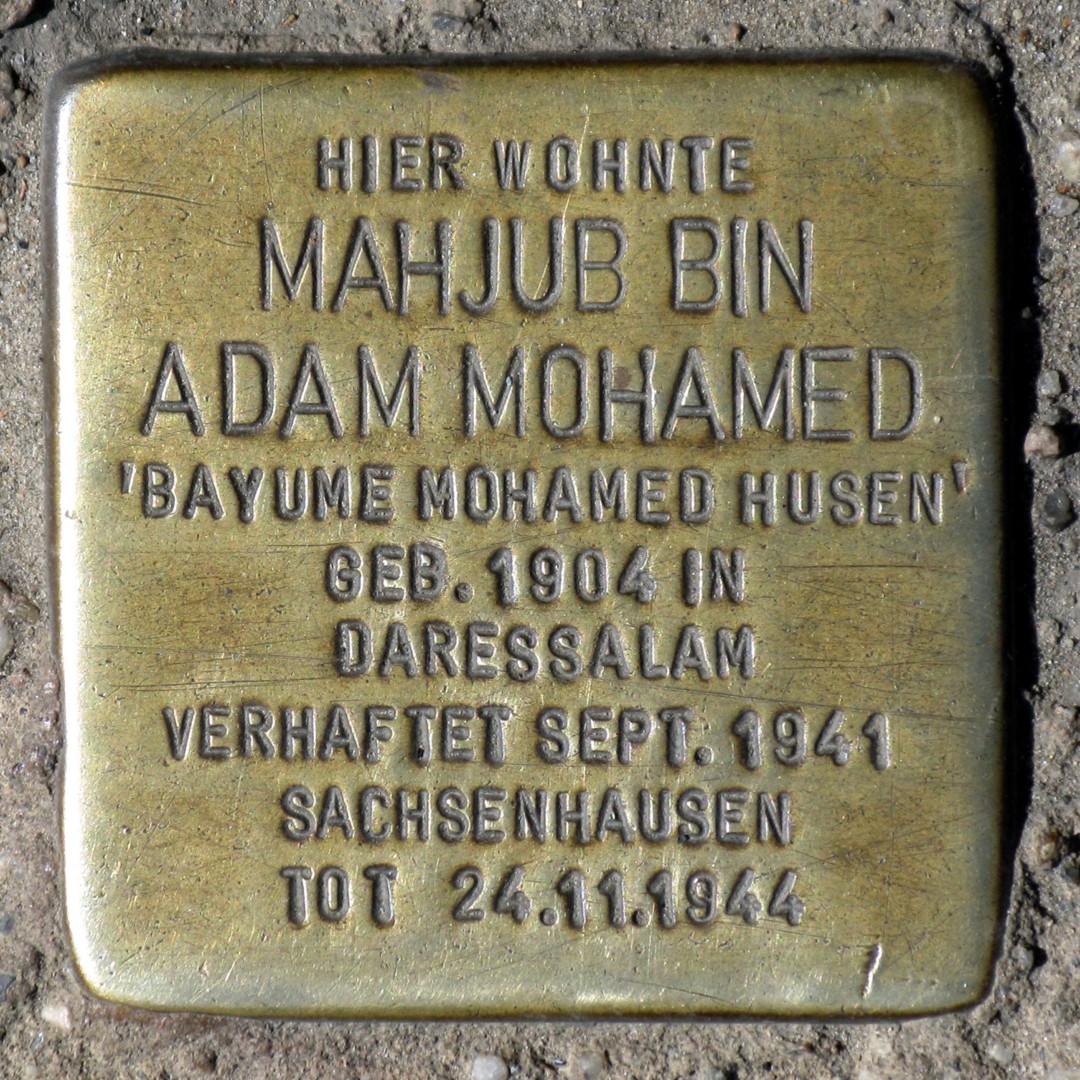 HIER WOHNTE
MAHJUB BIN
ADAM MOHAMED
'BAYUME MOHAMED HUSEN'
GEB. 1904 IN
DARESSALAM
VERHAFTET SEPT. 1941
SACHSENHAUSEN
TOT 24.11.1944